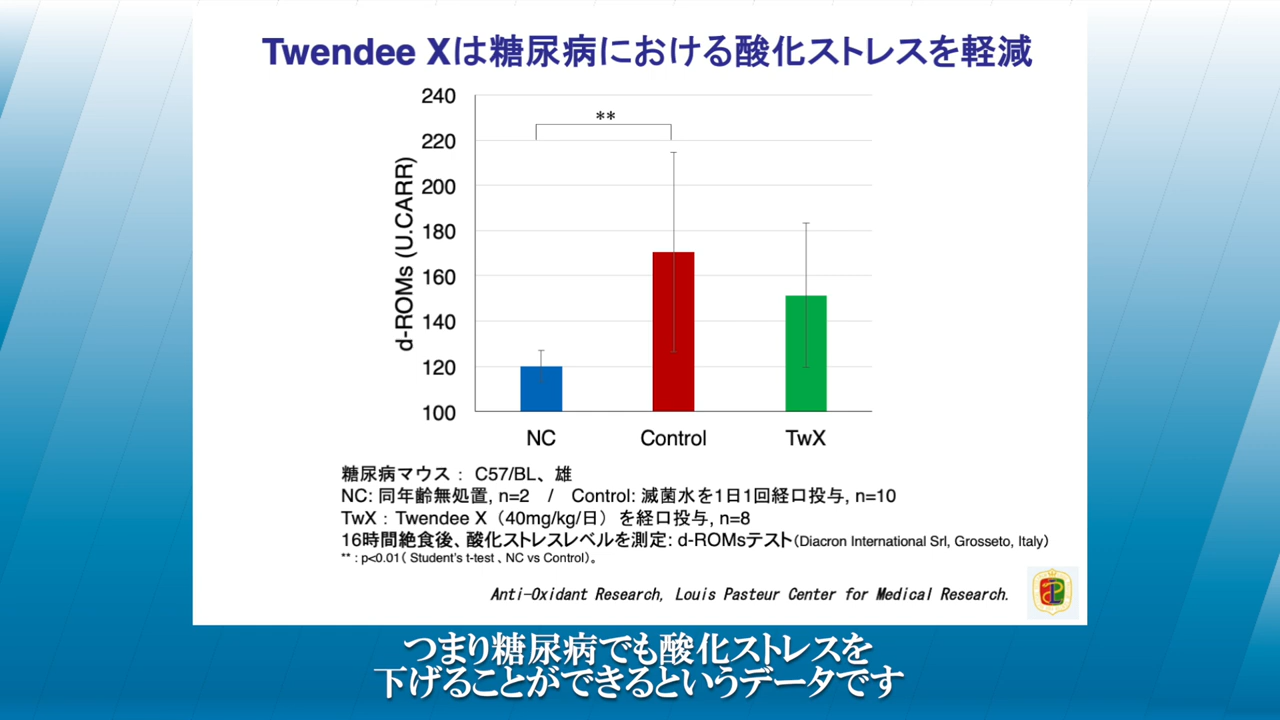 Twendee Xは糖尿病における酸化ストレスを軽減
240
220
200
180
160
140
120
100
d-ROMs (U.CARR)
**
NC
Control
TwX
糖尿病マウス： C57/BL、雄
NC: 同年齢無処置, n=2 / Control: 滅菌水を1日1回経口投与, n=10
TwX：Twendee X（40mg/kg/日）を経口投与, n=8
16時間絶食後、酸化ストレスレベルを測定: d-ROMsテスト（Diacron International Srl, Grosseto, Italy）
**：p<0.01（ Student's t-test 、NC vs Control）。
Anti-Oxidant Research, Louis Pasteur Center for Medical Research.
つまり糖尿病でも酸化ストレスを
下げることができるというデータです